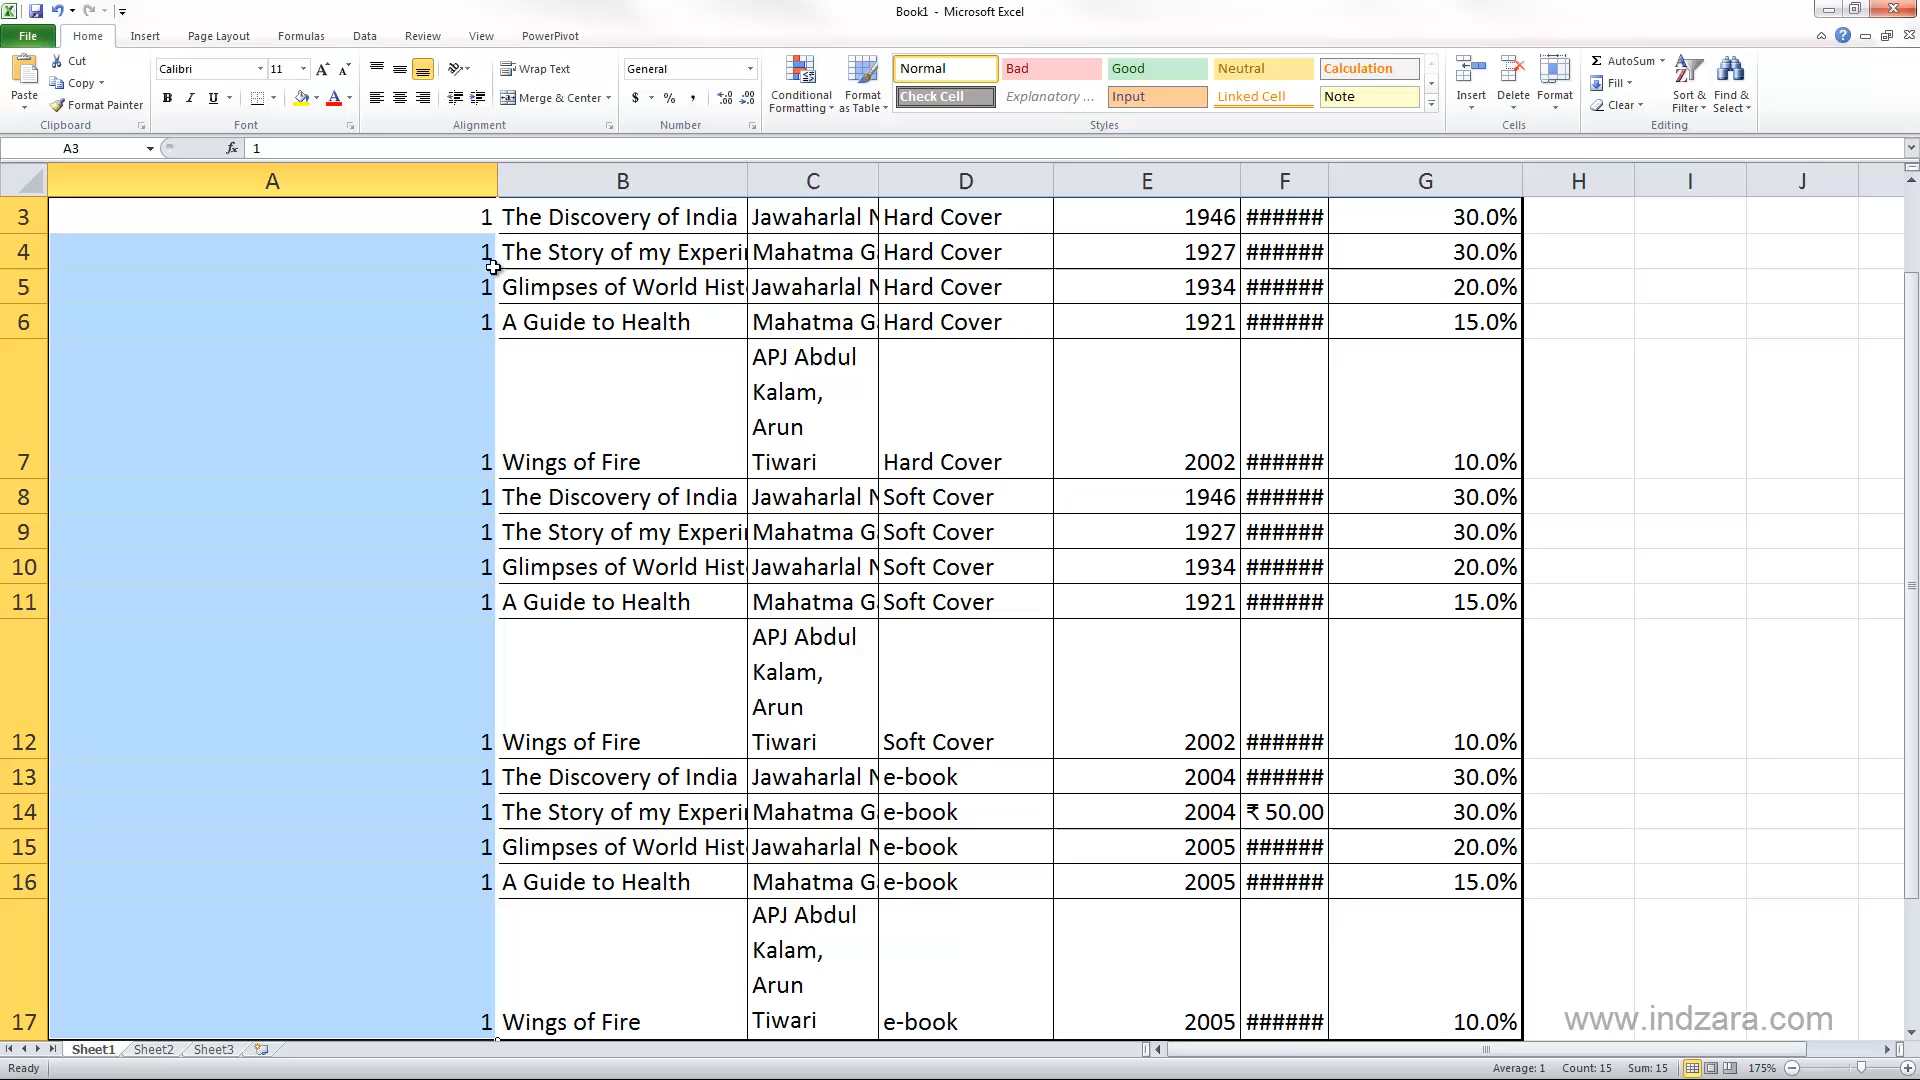 Book1 - Microsoft Excel
File Home Insert Page Layout Formulas Data Review View PowerPivot
Paste
Cut
Copy
Format Painter
Clipboard
Calibri 11
B I U
Font
Wrap Text
Merge & Center
Alignment
General
$ % ,
Number
Conditional Formatting
Format as Table
Normal Bad Good Neutral Calculation
Check Cell Explanatory ... Input Linked Cell Note
Styles
Insert Delete Format
Cells
Σ AutoSum
Fill
Clear
Sort & Filter
Find & Select
Editing
A3 fx 1
A B C D E F G H I J
3 1 The Discovery of India Jawaharlal N Hard Cover 1946 ###### 30.0%
4 1 The Story of my Experi Mahatma Ga Hard Cover 1927 ###### 30.0%
5 1 Glimpses of World Histo Jawaharlal N Hard Cover 1934 ###### 20.0%
6 1 A Guide to Health Mahatma Ga Hard Cover 1921 ###### 15.0%
APJ Abdul
Kalam,
Arun
7 1 Wings of Fire Tiwari Hard Cover 2002 ###### 10.0%
8 1 The Discovery of India Jawaharlal N Soft Cover 1946 ###### 30.0%
9 1 The Story of my Experi Mahatma Ga Soft Cover 1927 ###### 30.0%
10 1 Glimpses of World Histo Jawaharlal N Soft Cover 1934 ###### 20.0%
11 1 A Guide to Health Mahatma Ga Soft Cover 1921 ###### 15.0%
APJ Abdul
Kalam,
Arun
12 1 Wings of Fire Tiwari Soft Cover 2002 ###### 10.0%
13 1 The Discovery of India Jawaharlal N e-book 2004 ###### 30.0%
14 1 The Story of my Experi Mahatma Ga e-book 2004 ₹ 50.00 30.0%
15 1 Glimpses of World Histo Jawaharlal N e-book 2005 ###### 20.0%
16 1 A Guide to Health Mahatma Ga e-book 2005 ###### 15.0%
APJ Abdul
Kalam,
Arun
17 1 Wings of Fire Tiwari e-book 2005 ###### 10.0%
www.indzara.com
Sheet1 Sheet2 Sheet3
Ready Average: 1 Count: 15 Sum: 15 175%